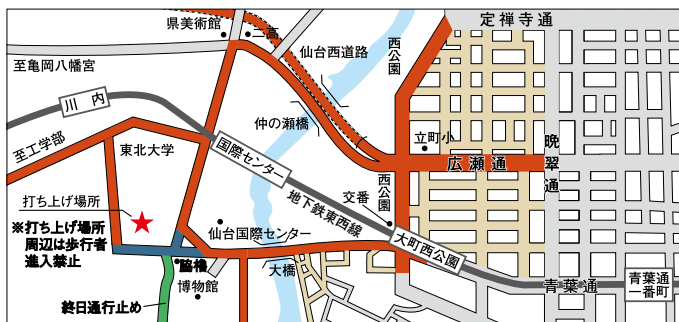 県美術館
二高
定禅寺通
西公園
仙台西道路
至亀岡八幡宮
川内
仲の瀬橋
立町小
晩翠通
至工学部
東北大学
国際センター
広瀬通
西公園
打ち上げ場所
交番
地下鉄東西線
※打ち上げ場所
周辺は歩行者
進入禁止
仙台国際センター
大町西公園
脇櫓
大橋
博物館
青葉通
青葉通
一番町
終日通行止め